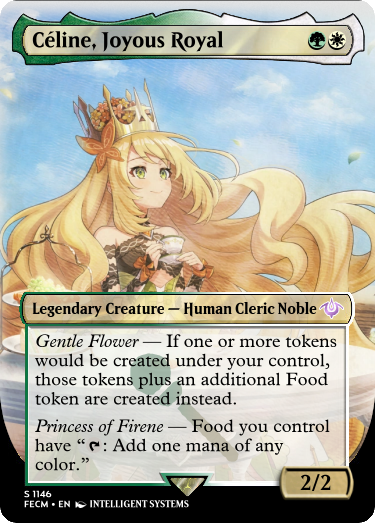 Céline, Joyous Royal
Legendary Creature — Human Cleric Noble
Gentle Flower — If one or more tokens
would be created under your control,
those tokens plus an additional Food
token are created instead.
Princess of Firene — Food you control
have “: Add one mana of any
color.”
2/2
S 1146
FECM • EN INTELLIGENT SYSTEMS